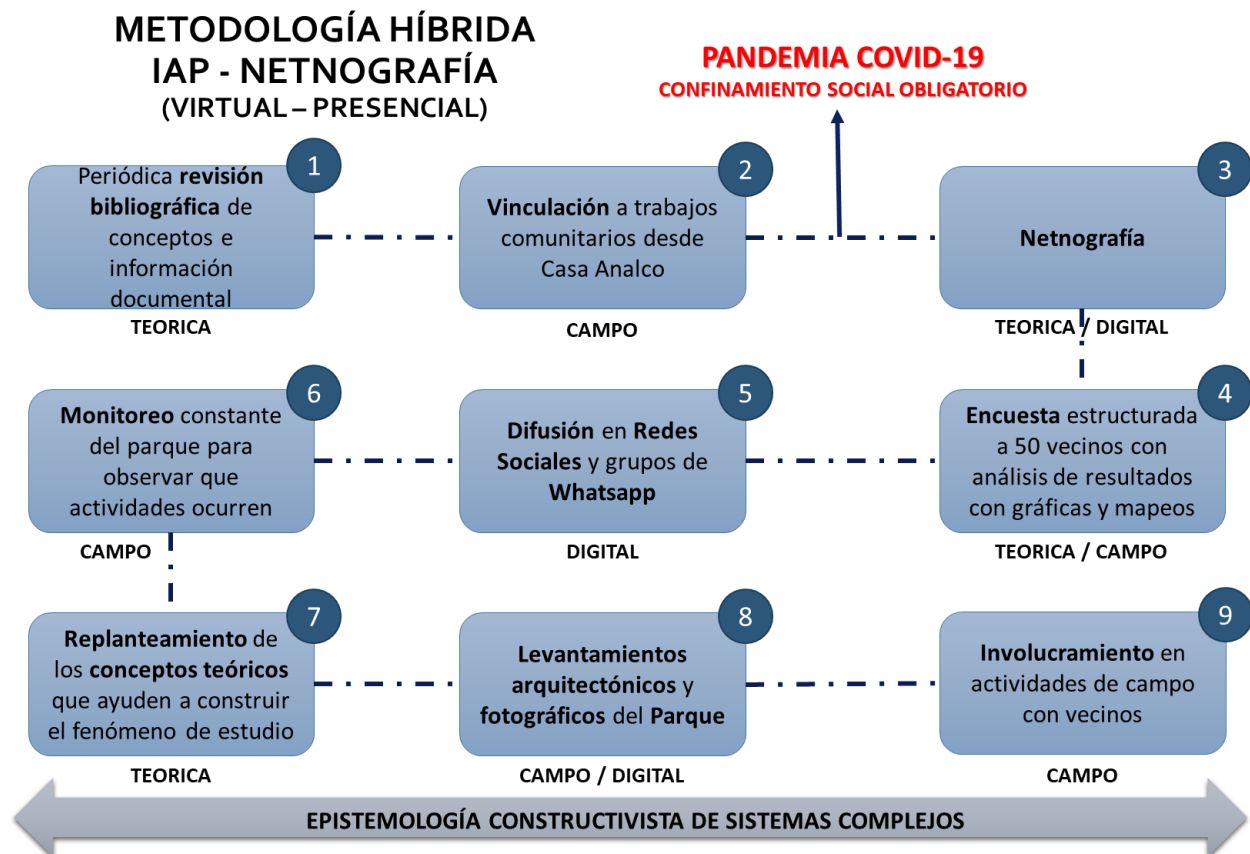 METODOLOGÍA HÍBRIDA
IAP - NETNOGRAFÍA
(VIRTUAL – PRESENCIAL)
PANDEMIA COVID-19
CONFINAMIENTO SOCIAL OBLIGATORIO
1
Periódica revisión
bibliográfica de
conceptos e
información
documental
TEORICA
2
Vinculación a trabajos
comunitarios desde
Casa Analco
CAMPO
3
Netnografía
TEORICA / DIGITAL
4
Encuesta estructurada
a 50 vecinos con
análisis de resultados
con gráficas y mapeos
TEORICA / CAMPO
5
Difusión en Redes
Sociales y grupos de
Whatsapp
DIGITAL
6
Monitoreo constante
del parque para
observar que
actividades ocurren
CAMPO
7
Replanteamiento de
los conceptos teóricos
que ayuden a construir
el fenómeno de estudio
TEORICA
8
Levantamientos
arquitectónicos y
fotográficos del Parque
CAMPO / DIGITAL
9
Involucramiento en
actividades de campo
con vecinos
CAMPO
EPISTEMOLOGÍA CONSTRUCTIVISTA DE SISTEMAS COMPLEJOS